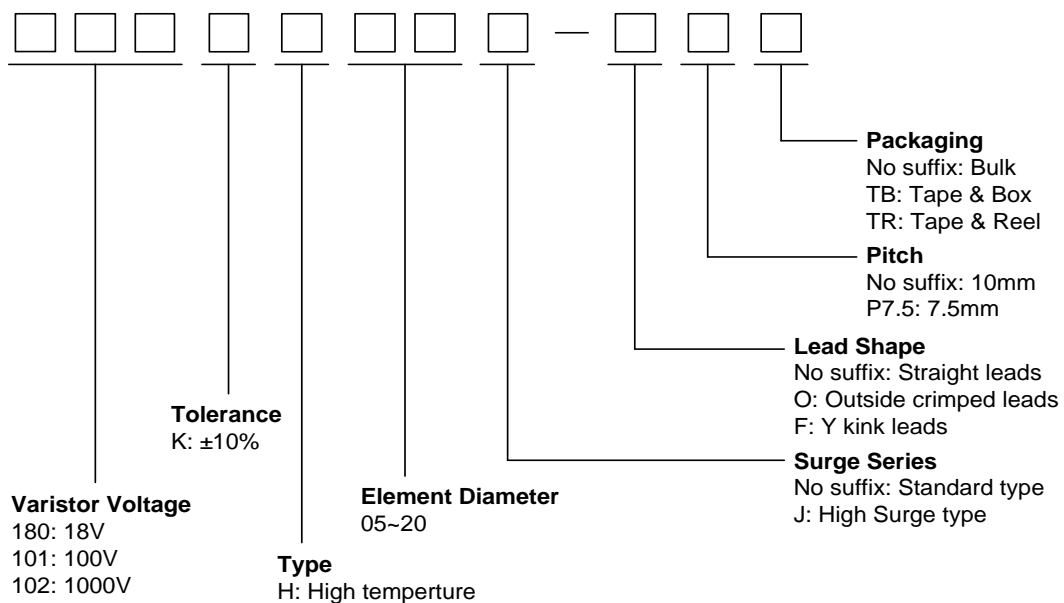 Packaging
No suffix: Bulk
TB: Tape & Box
TR: Tape & Reel
Pitch
No suffix: 10mm
P7.5: 7.5mm
Lead Shape
No suffix: Straight leads
O: Outside crimped leads
F: Y kink leads
Surge Series
No suffix: Standard type
J: High Surge type
Tolerance
K: ±10%
Element Diameter
05~20
Varistor Voltage
180: 18V
101: 100V
102: 1000V
Type
H: High temperture